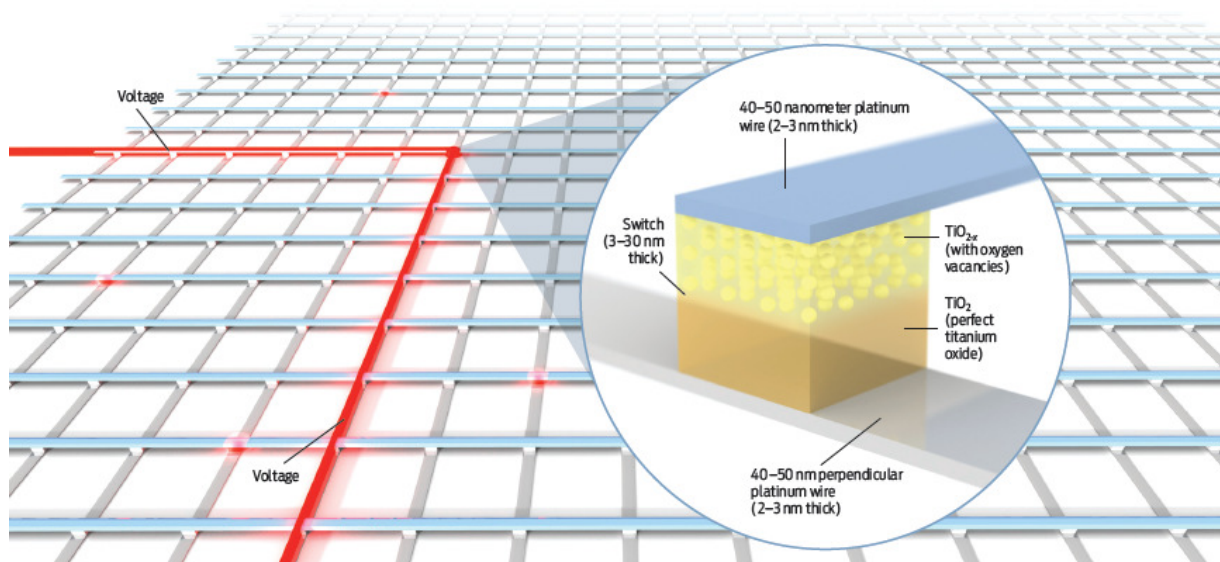 Voltage
40–50 nanometer platinum
wire (2–3 nm thick)
Switch
(3–30 nm
thick)
TiO2-x
(with oxygen
vacancies)
TiO2
(perfect
titanium
oxide)
Voltage
40–50 nm perpendicular
platinum wire
(2–3 nm thick)